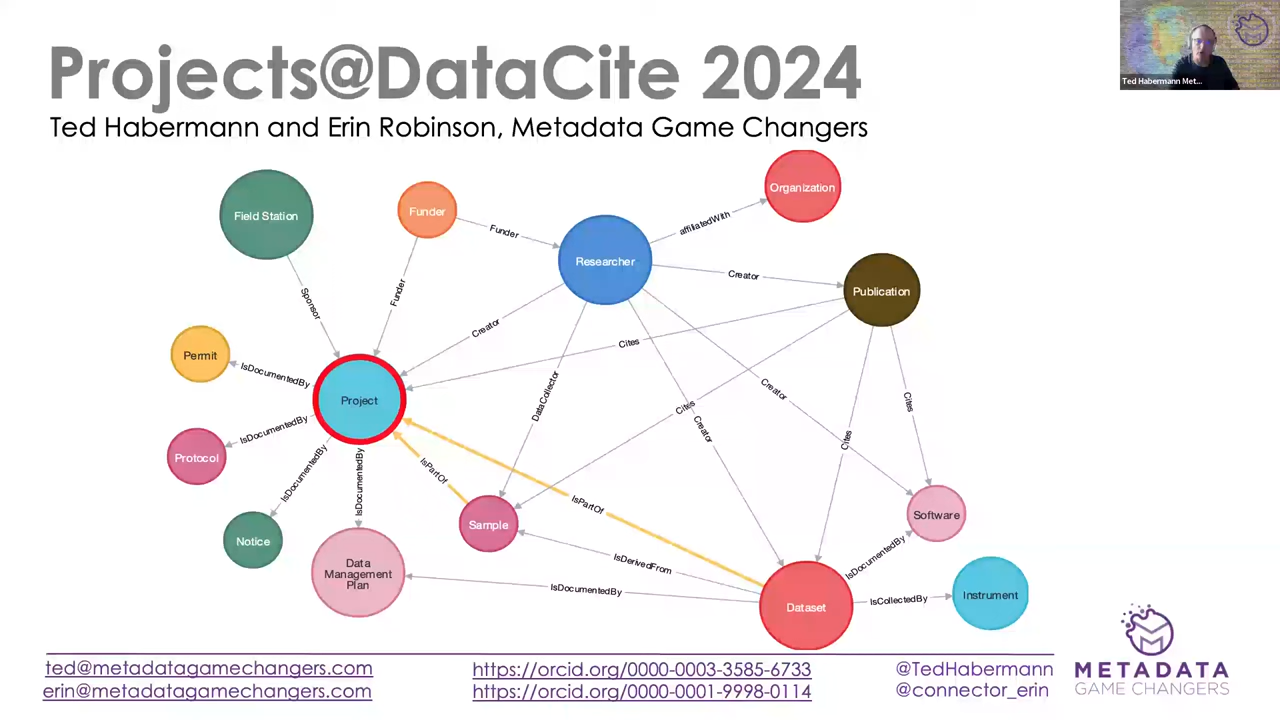 Projects@DataCite 2024
Ted Habermann Met...
Ted Habermann and Erin Robinson, Metadata Game Changers
Organization
Field Station
Funder
Funder
affiliatedWith
Researcher
Creator
Publication
Sponsor
Funder
Creator
Cites
Permit
IsDocumentedBy
Project
DataCollector
Creator
Cites
Cites
Creator
Cites
IsDocumentedBy
Protocol
IsDocumentedBy
IsDocumentedBy
IsPartOf
IsPartOf
Sample
Software
Notice
Data
Management
Plan
IsDerivedFrom
IsDocumentedBy
IsDocumentedBy
Dataset
IsCollectedBy
Instrument
ted@metadatagamechangers.com
erin@metadatagamechangers.com
https://orcid.org/0000-0003-3585-6733
https://orcid.org/0000-0001-9998-0114
@TedHabermann
@connector_erin
METADATA
GAME CHANGERS